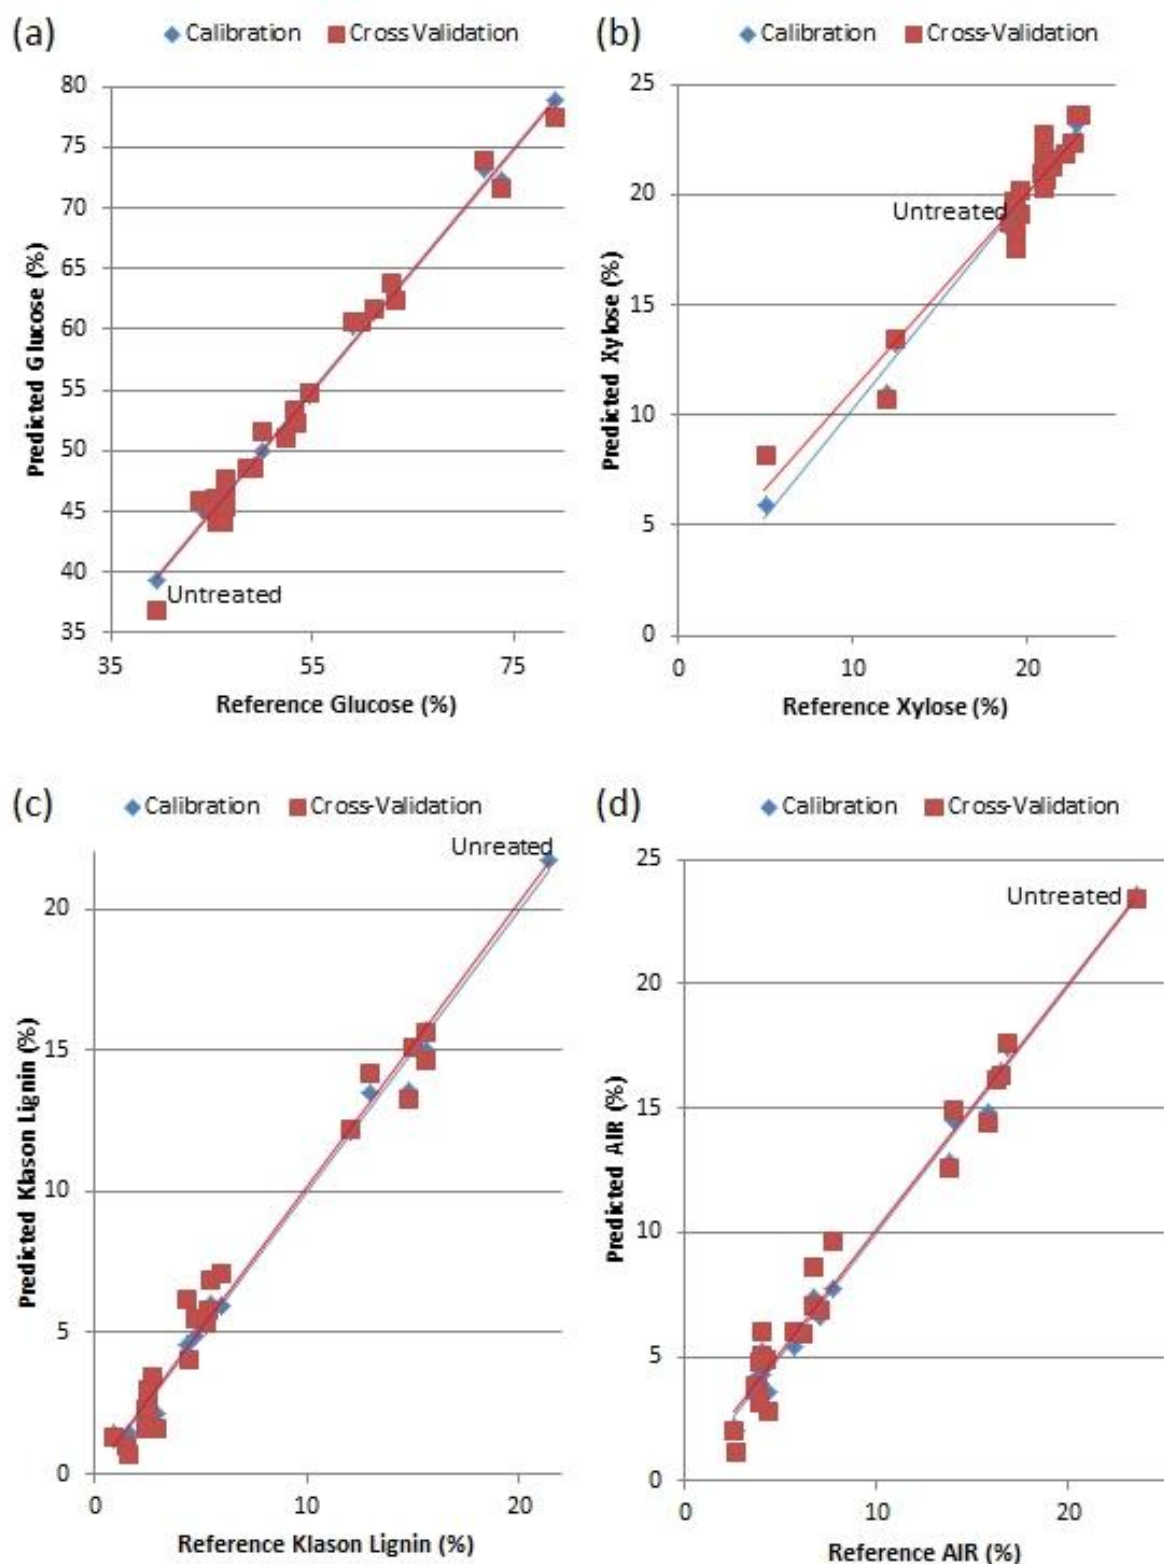 (a) Calibration Cross Validation
80
75
70
65
60
55
50
45
40
35
Untreated
35 55 75
Predicted Glucose (%)
Reference Glucose (%)
(b) Calibration Cross-Validation
25
20
15
10
5
0
Untreated
0 10 20
Predicted Xylose (%)
Reference Xylose (%)
(c) Calibration Cross-Validation
20
15
10
5
0
Unreated
0 10 20
Predicted Klason Lignin (%)
Reference Klason Lignin (%)
(d) Calibration Cross-Validation
25
20
15
10
5
0
Untreated
0 10 20
Predicted AIR (%)
Reference AIR (%)